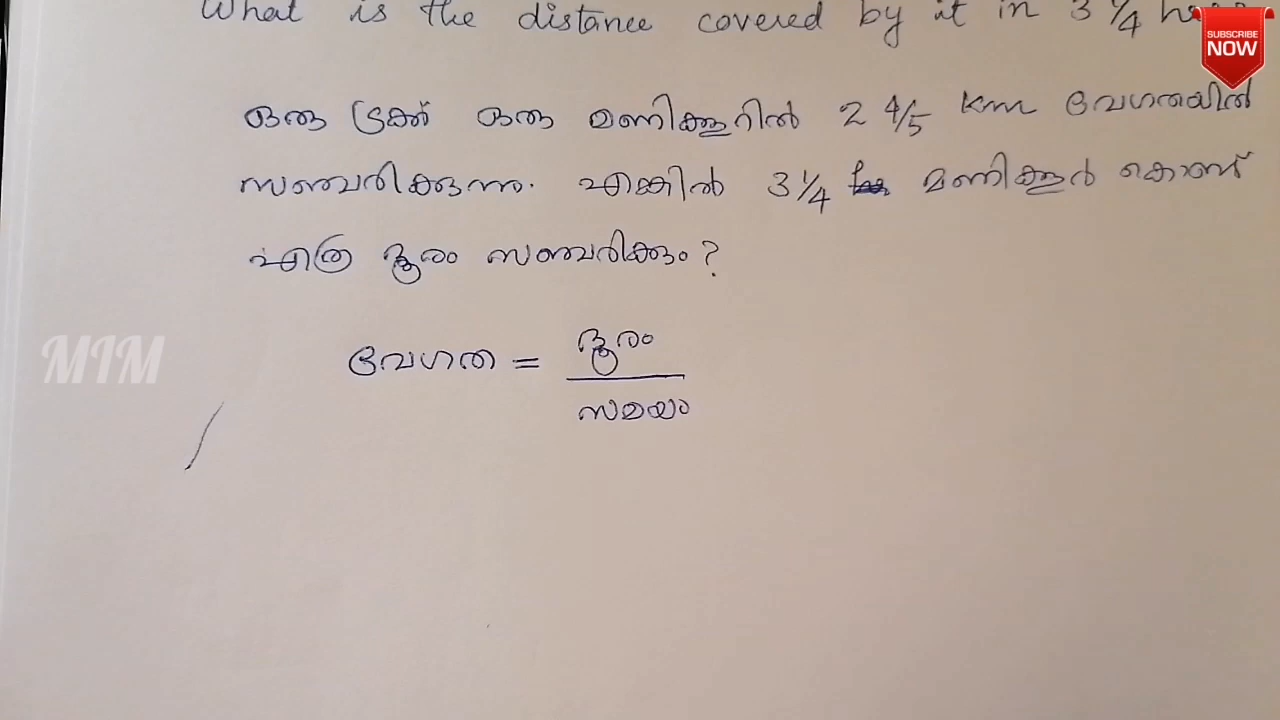 What is the distance covered by it in 3 1/4
SUBSCRIBE
NOW
ഒരു ട്രക്ക് ഒരു മണിക്കൂറിൽ 2 4/5 km വേഗതയിൽ
സഞ്ചരിക്കുന്നു. എങ്കിൽ 3 1/4 മണിക്കൂർ കൊണ്ട്
എത്ര ദൂരം സഞ്ചരിക്കും?
വേഗത = ദൂരം
സമയം
MIM